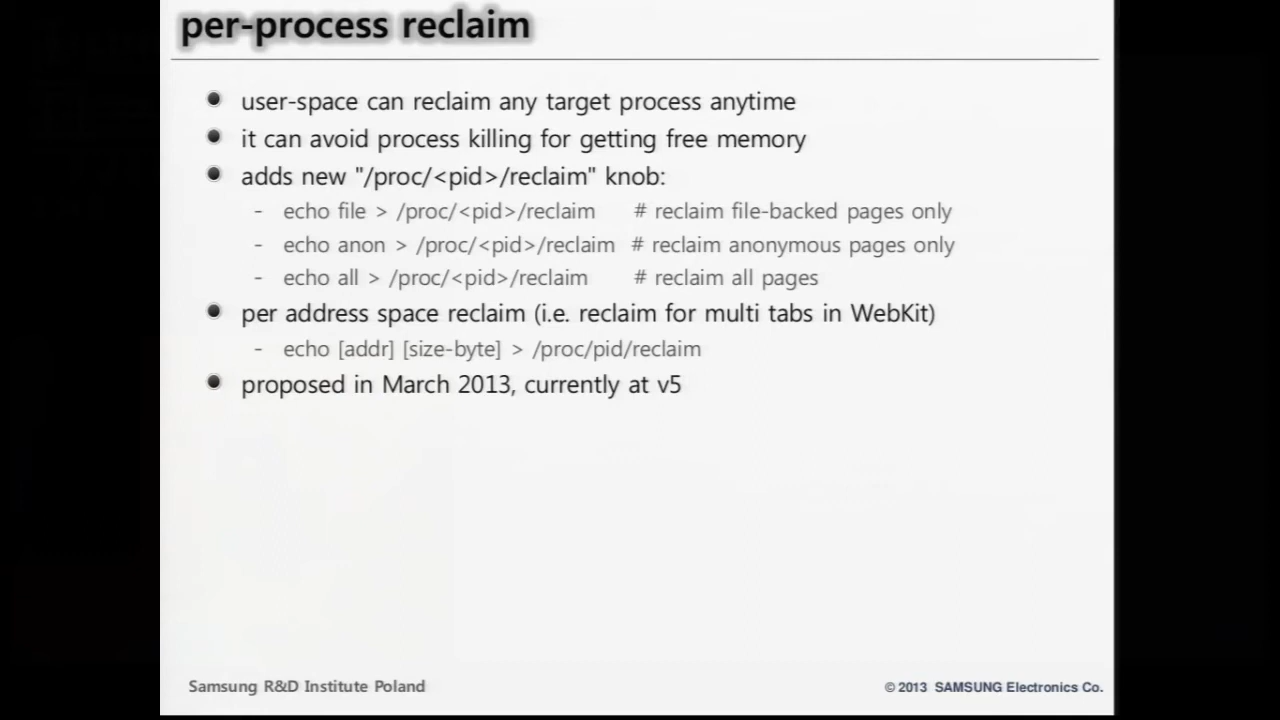 per-process reclaim
user-space can reclaim any target process anytime
it can avoid process killing for getting free memory
adds new "/proc/<pid>/reclaim" knob:
- echo file > /proc/<pid>/reclaim # reclaim file-backed pages only
- echo anon > /proc/<pid>/reclaim # reclaim anonymous pages only
- echo all > /proc/<pid>/reclaim # reclaim all pages
per address space reclaim (i.e. reclaim for multi tabs in WebKit)
- echo [addr] [size-byte] > /proc/pid/reclaim
proposed in March 2013, currently at v5
Samsung R&D Institute Poland
© 2013 SAMSUNG Electronics Co.